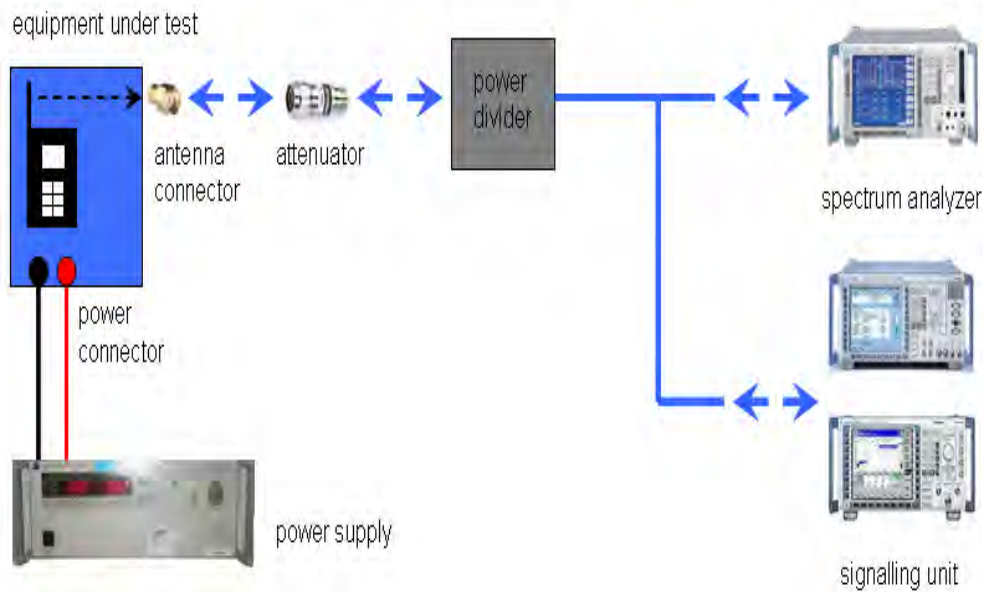 equipment under test
antenna
connector
attenuator
power
divider
spectrum analyzer
power
connector
power supply
signalling unit